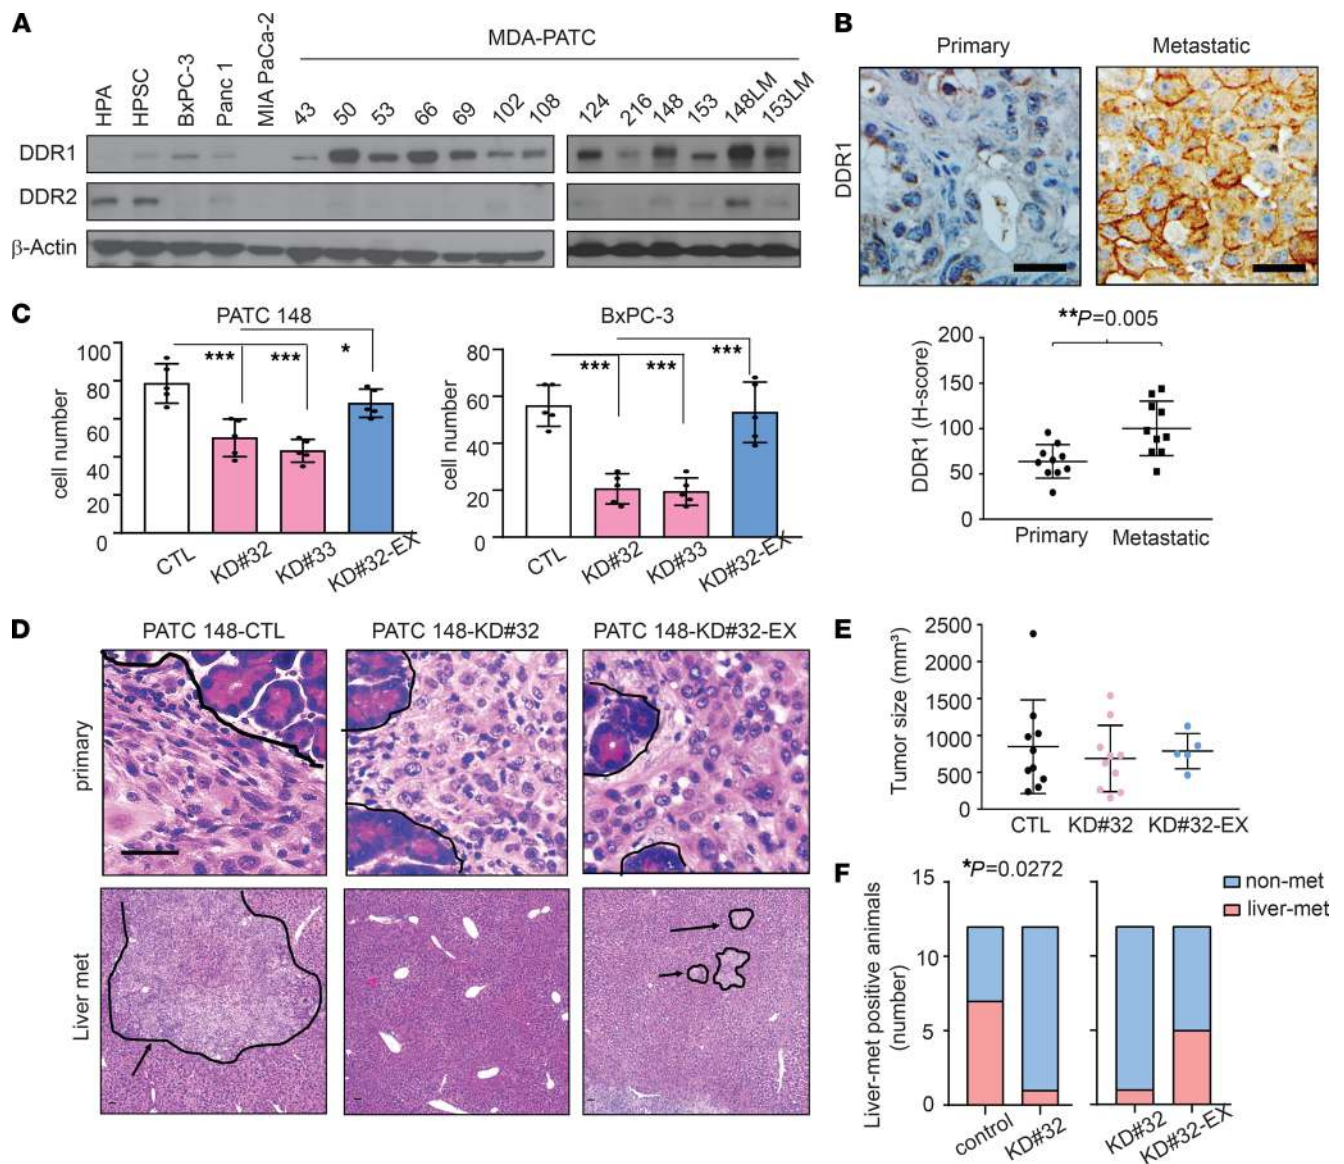 A
MDA-PATC
HPA
HPSC
BxPC-3
Panc 1
MIA PaCa-2
43
50
53
66
69
102
108
124
216
148
153
148LM
153LM
DDR1
DDR2
β-Actin
B
Primary
Metastatic
DDR1
**P=0.005
DDR1 (H-score)
200
150
100
50
0
Primary
Metastatic
C
PATC 148
cell number
100
80
60
40
20
0
***
***
*
CTL
KD#32
KD#33
KD#32-EX
BxPC-3
cell number
80
60
40
20
0
***
***
***
CTL
KD#32
KD#33
KD#32-EX
D
PATC 148-CTL
PATC 148-KD#32
PATC 148-KD#32-EX
primary
Liver met
E
Tumor size (mm³)
2500
2000
1500
1000
500
0
CTL
KD#32
KD#32-EX
F
*P=0.0272
non-met
liver-met
Liver-met positive animals
(number)
15
10
5
0
control
KD#32
KD#32
KD#32-EX